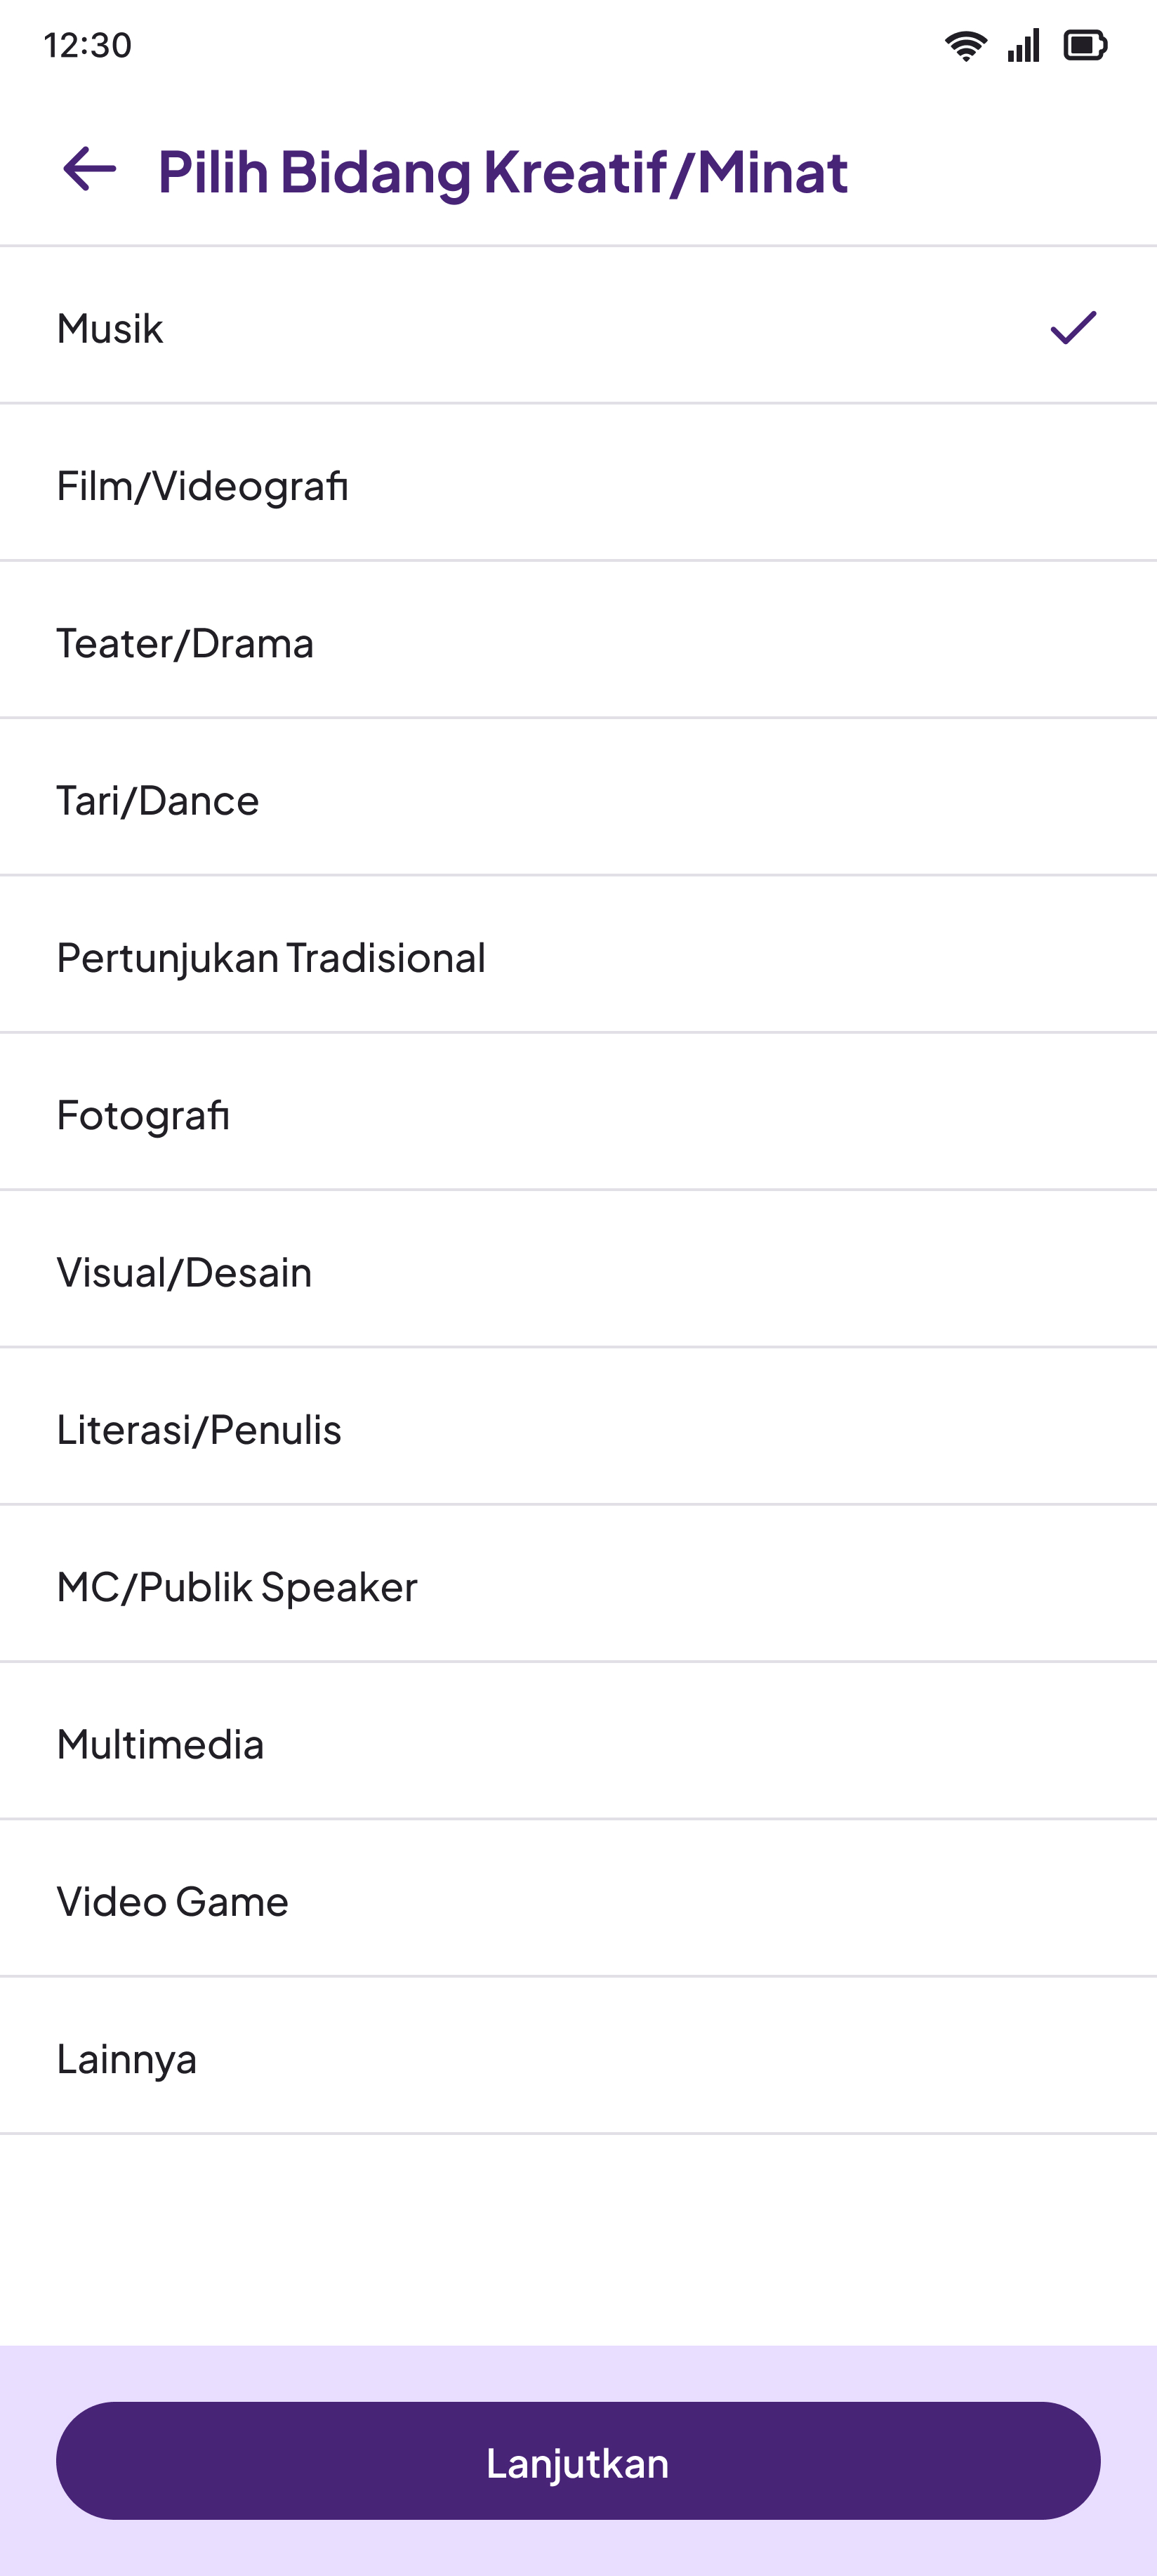 12:30
Pilih Bidang Kreatif/Minat
Musik
Film/Videografi
Teater/Drama
Tari/Dance
Pertunjukan Tradisional
Fotografi
Visual/Desain
Literasi/Penulis
MC/Publik Speaker
Multimedia
Video Game
Lainnya
Lanjutkan